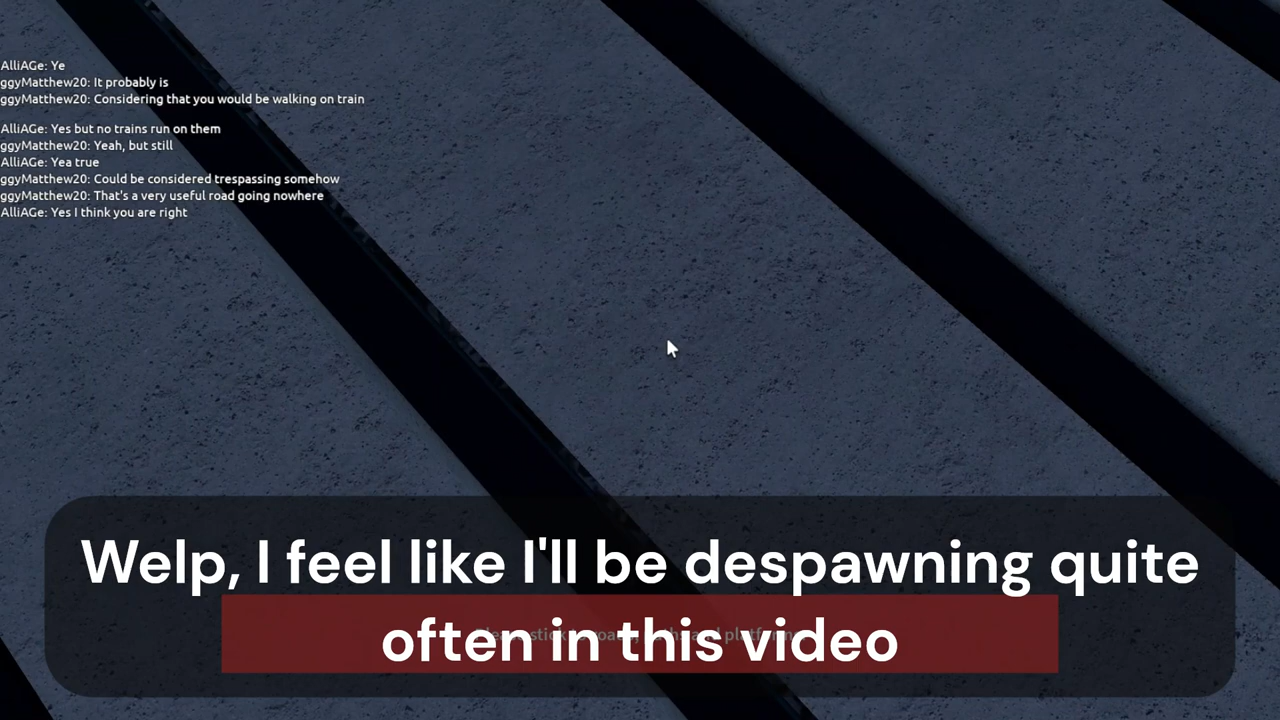 AlliAGe: Ye
ggyMatthew20: It probably is
ggyMatthew20: Considering that you would be walking on train
AlliAGe: Yes but no trains run on them
ggyMatthew20: Yeah, but still
AlliAGe: Yea true
ggyMatthew20: Could be considered trespassing somehow
ggyMatthew20: That's a very useful road going nowhere
AlliAGe: Yes I think you are right
Welp, I feel like I'll be despawning quite
often in this video